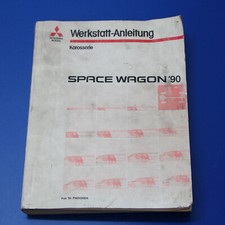 Werkstatt-Anleitung
Karosserie
SPACE WAGON '90